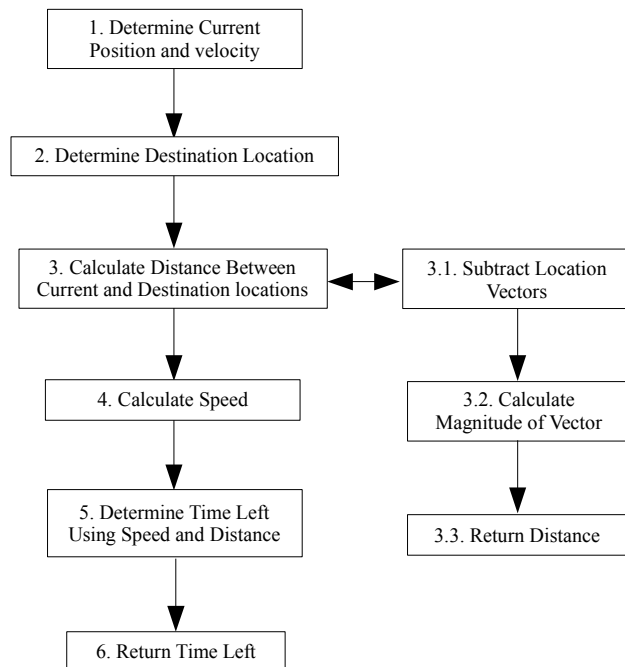 1. Determine Current
Position and velocity
2. Determine Destination Location
3. Calculate Distance Between
Current and Destination locations
4. Calculate Speed
5. Determine Time Left
Using Speed and Distance
6. Return Time Left
3.1. Subtract Location
Vectors
3.2. Calculate
Magnitude of Vector
3.3. Return Distance